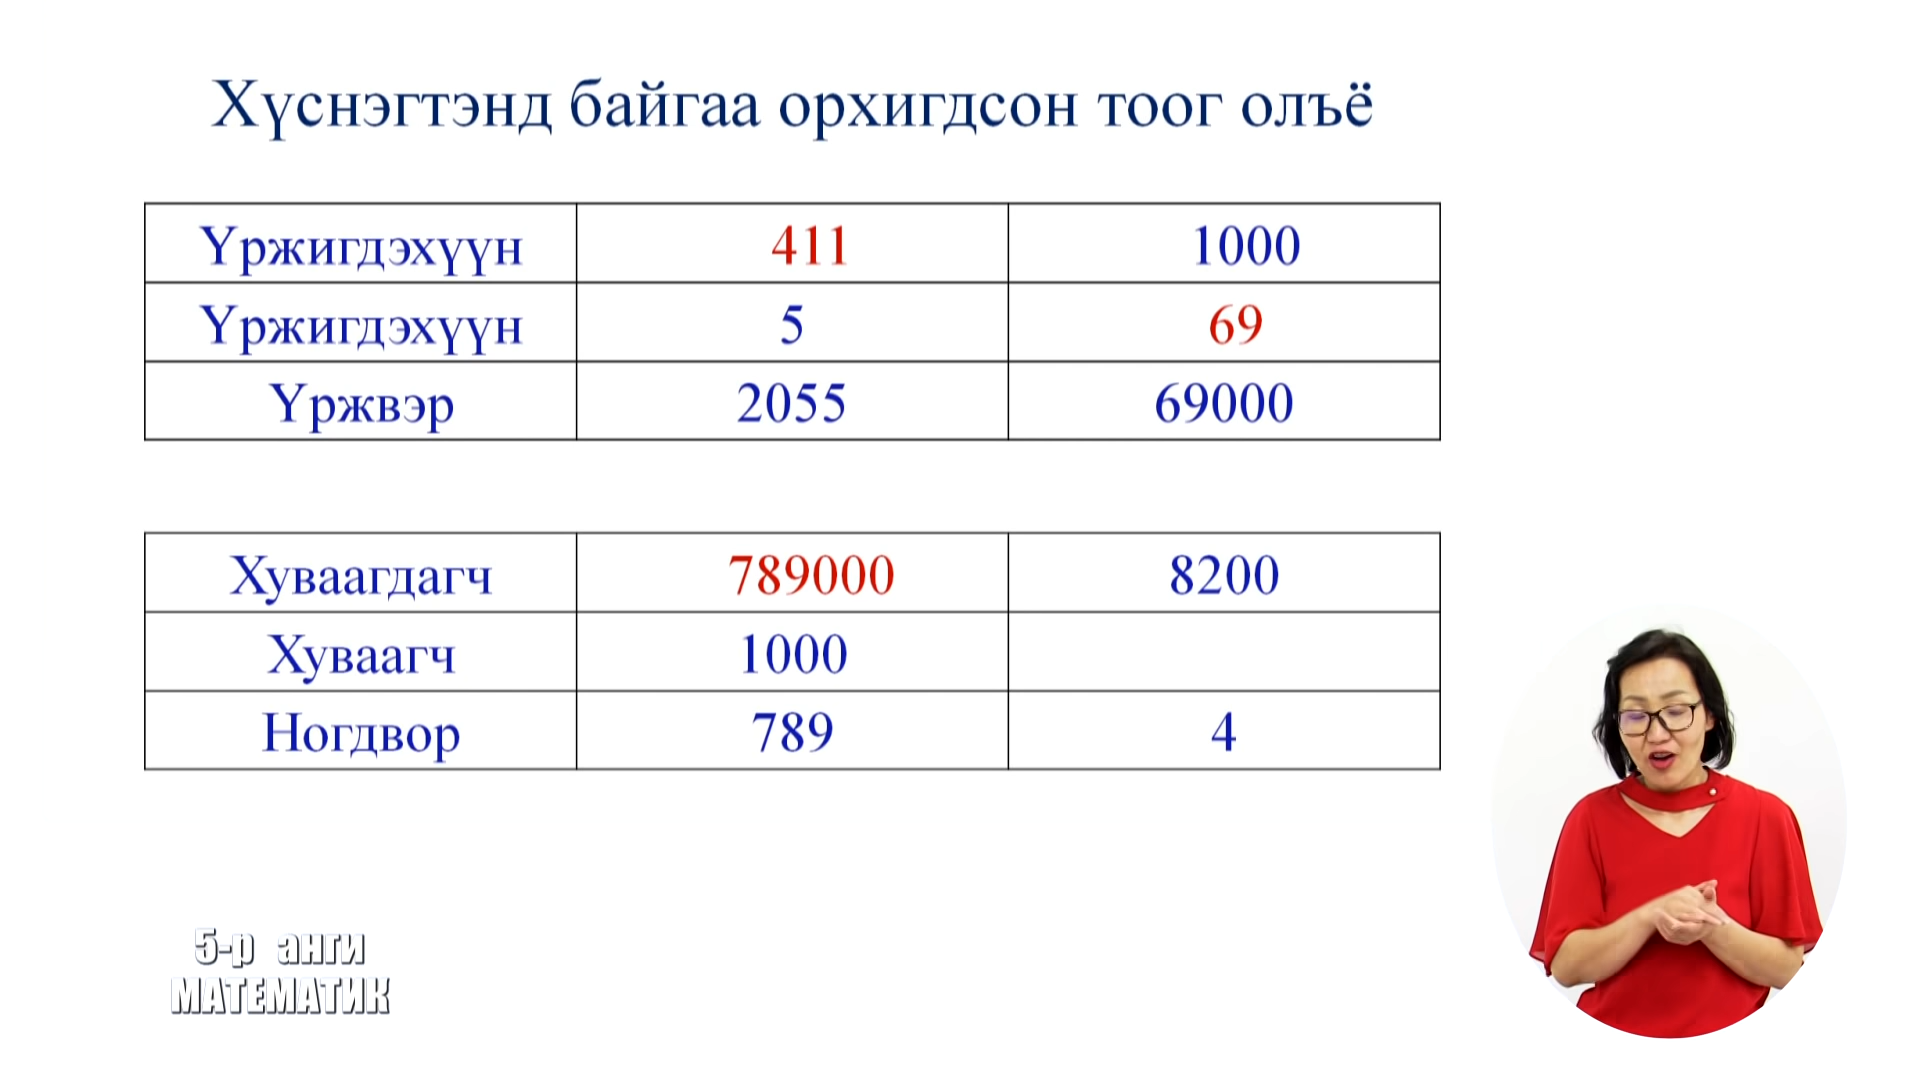 Хүснэгтэнд байгаа орхигдсон тоог олъё
Үржигдэхүүн 411 1000
Үржигдэхүүн 5 69
Үржвэр 2055 69000
Хуваагдагч 789000 8200
Хуваагч 1000
Ногдвор 789 4
5-р анги
МАТЕМАТИК